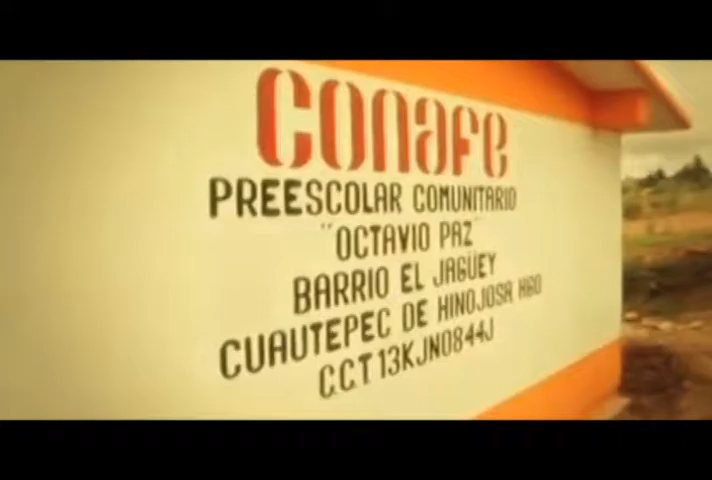 conafe
PREESCOLAR COMUNITARIO
"OCTAVIO PAZ"
BARRIO EL JAGÜEY
CUAUTEPEC DE HINOJOSA HGO
C.C.T 13KJN0844J